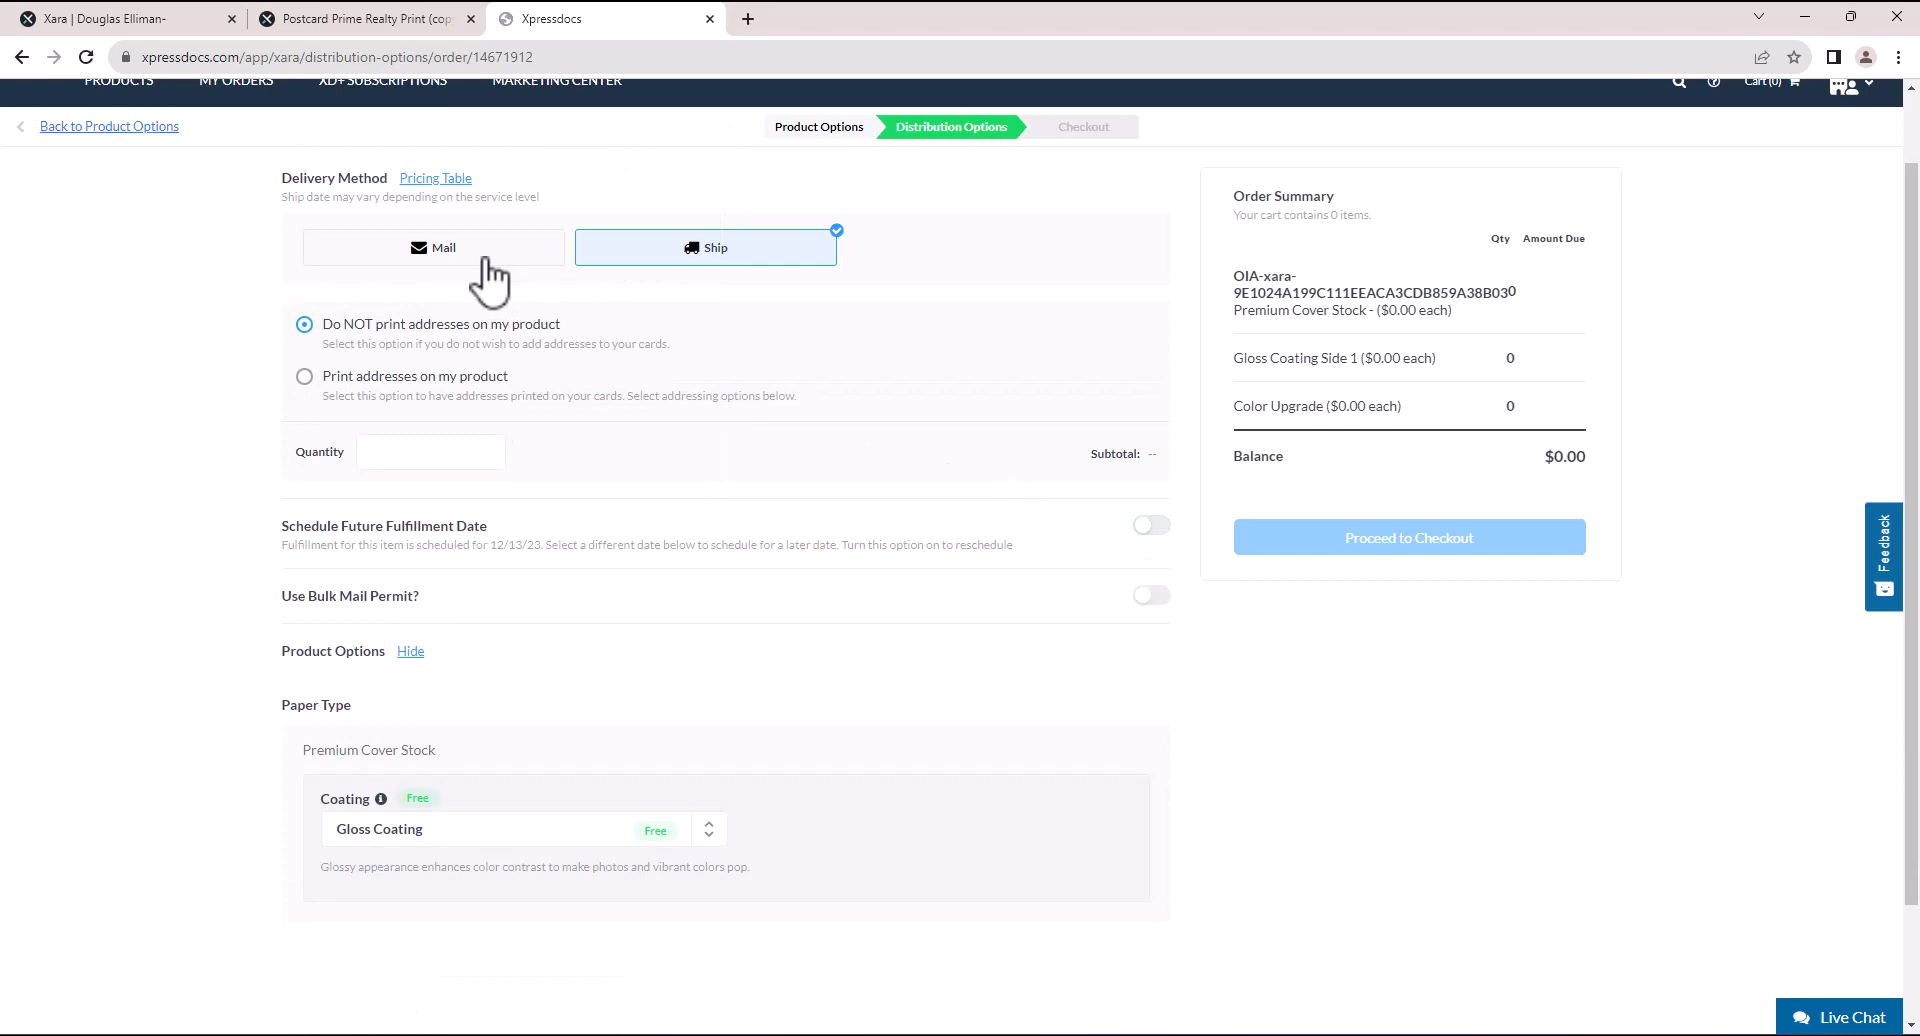 Xara | Douglas Elliman-
Postcard Prime Realty Print (cop
Xpressdocs
xpressdocs.com/app/xara/distribution-options/order/14671912
PRODUCTS
MY ORDERS
XD+ SUBSCRIPTIONS
MARKETING CENTER
Cart (0)
Back to Product Options
Product Options
Distribution Options
Checkout
Delivery Method Pricing Table
Ship date may vary depending on the service level
Mail
Ship
Do NOT print addresses on my product
Select this option if you do not wish to add addresses to your cards.
Print addresses on my product
Select this option to have addresses printed on your cards. Select addressing options below.
Quantity
Subtotal: --
Schedule Future Fulfillment Date
Fulfillment for this item is scheduled for 12/13/23. Select a different date below to schedule for a later date. Turn this option on to reschedule
Use Bulk Mail Permit?
Product Options Hide
Paper Type
Premium Cover Stock
Coating Free
Gloss Coating Free
Glossy appearance enhances color contrast to make photos and vibrant colors pop.
Order Summary
Your cart contains 0 items.
Qty Amount Due
OIA-xara-
9E1024A199C111EEACA3CDB859A38B03 0
Premium Cover Stock - ($0.00 each)
Gloss Coating Side 1 ($0.00 each) 0
Color Upgrade ($0.00 each) 0
Balance $0.00
Proceed to Checkout
Feedback
Live Chat